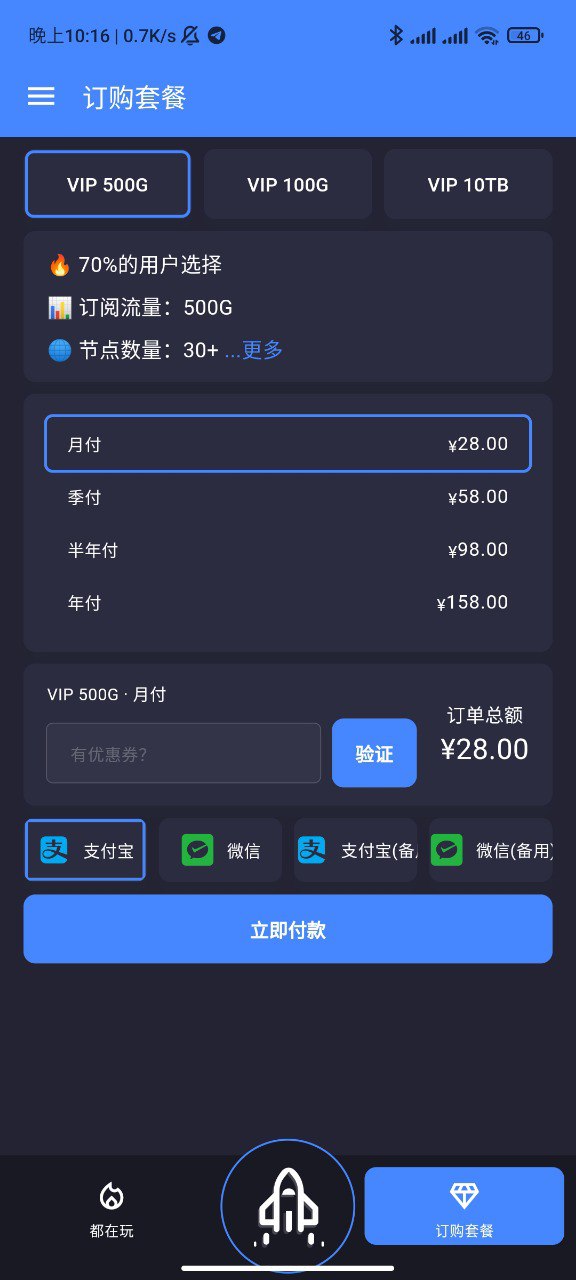 晚上10:16 | 0.7K/s
46
订购套餐
VIP 500G
VIP 100G
VIP 10TB
🔥 70%的用户选择
📊 订阅流量：500G
🌐 节点数量：30+ ...更多
月付 ¥28.00
季付 ¥58.00
半年付 ¥98.00
年付 ¥158.00
VIP 500G · 月付
有优惠券?
验证
订单总额
¥28.00
支付宝
微信
支付宝(备
微信(备用)
立即付款
都在玩
订购套餐